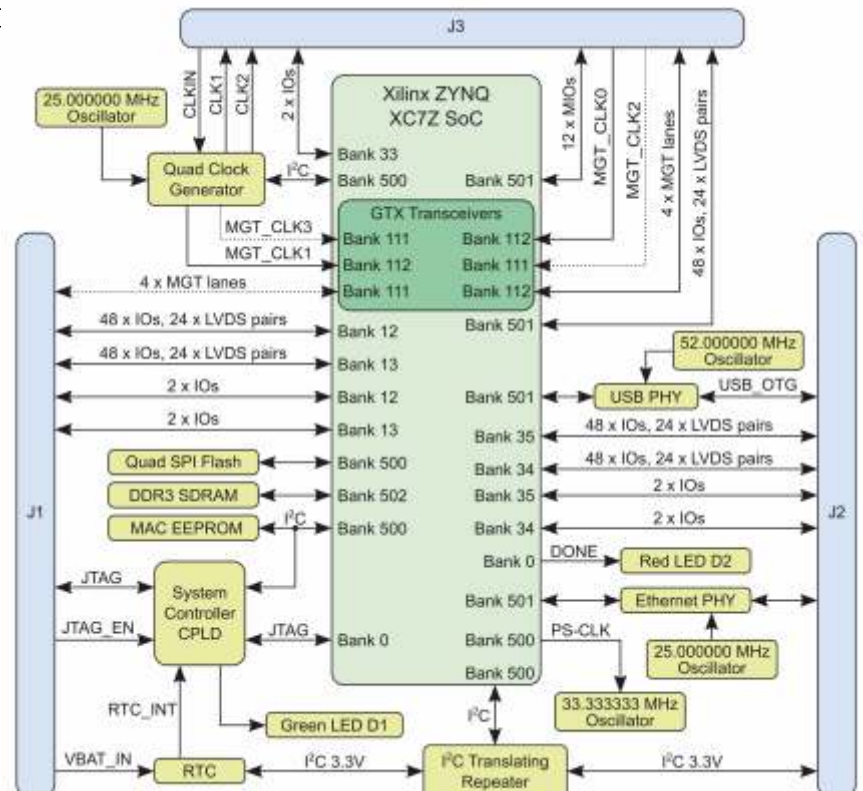 J3
CLKIN
CLK1
CLK2
2 x IOs
12 x MIOs
MGT_CLK0
MGT_CLK2
4 x MGT lanes
48 x IOs, 24 x LVDS pairs
25.000000 MHz
Oscillator
Xilinx ZYNQ
XC7Z SoC
Quad Clock
Generator
I²C
Bank 33
Bank 500
Bank 501
GTX Transceivers
MGT_CLK3
Bank 111
Bank 112
MGT_CLK1
Bank 112
Bank 111
4 x MGT lanes
Bank 111
Bank 112
48 x IOs, 24 x LVDS pairs
Bank 12
Bank 501
48 x IOs, 24 x LVDS pairs
Bank 13
52.000000 MHz
Oscillator
2 x IOs
Bank 12
Bank 501
USB PHY
USB_OTG
2 x IOs
Bank 13
Bank 35
48 x IOs, 24 x LVDS pairs
Quad SPI Flash
Bank 500
Bank 34
48 x IOs, 24 x LVDS pairs
DDR3 SDRAM
Bank 502
Bank 35
2 x IOs
J1
MAC EEPROM
I²C
Bank 500
Bank 34
2 x IOs
J2
Bank 0
DONE
Red LED D2
JTAG
System
Controller
CPLD
Bank 501
Ethernet PHY
JTAG_EN
JTAG
Bank 0
Bank 500
PS-CLK
25.000000 MHz
Oscillator
Bank 500
RTC_INT
Green LED D1
I²C
33.333333 MHz
Oscillator
VBAT_IN
RTC
I²C 3.3V
I²C Translating
Repeater
I²C 3.3V